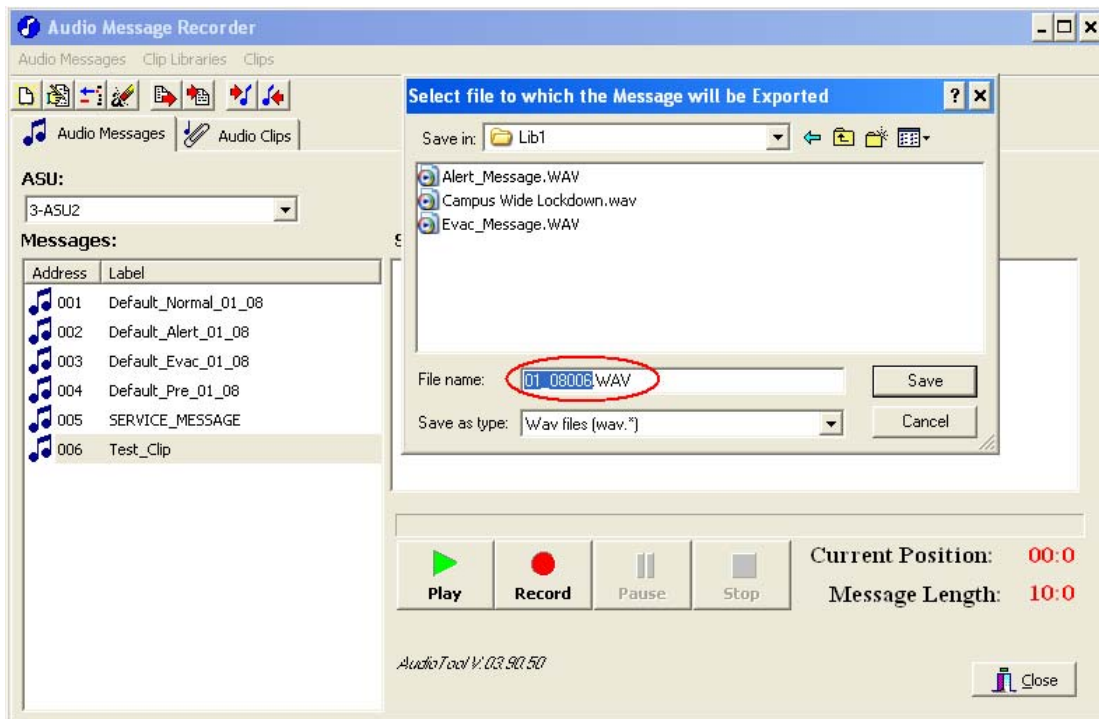 Audio Message Recorder
Audio Messages Clip Libraries Clips
Audio Messages Audio Clips
ASU:
3-ASU2
Messages:
Address Label
001 Default_Normal_01_08
002 Default_Alert_01_08
003 Default_Evac_01_08
004 Default_Pre_01_08
005 SERVICE_MESSAGE
006 Test_Clip
Select file to which the Message will be Exported
Save in: Lib1
Alert_Message.WAV
Campus Wide Lockdown.wav
Evac_Message.WAV
File name: 01_08006.WAV
Save
Save as type: Wav files (wav.*)
Cancel
Play Record Pause Stop
Current Position: 00:0
Message Length: 10:0
AudioTool V.03.90.50
Close